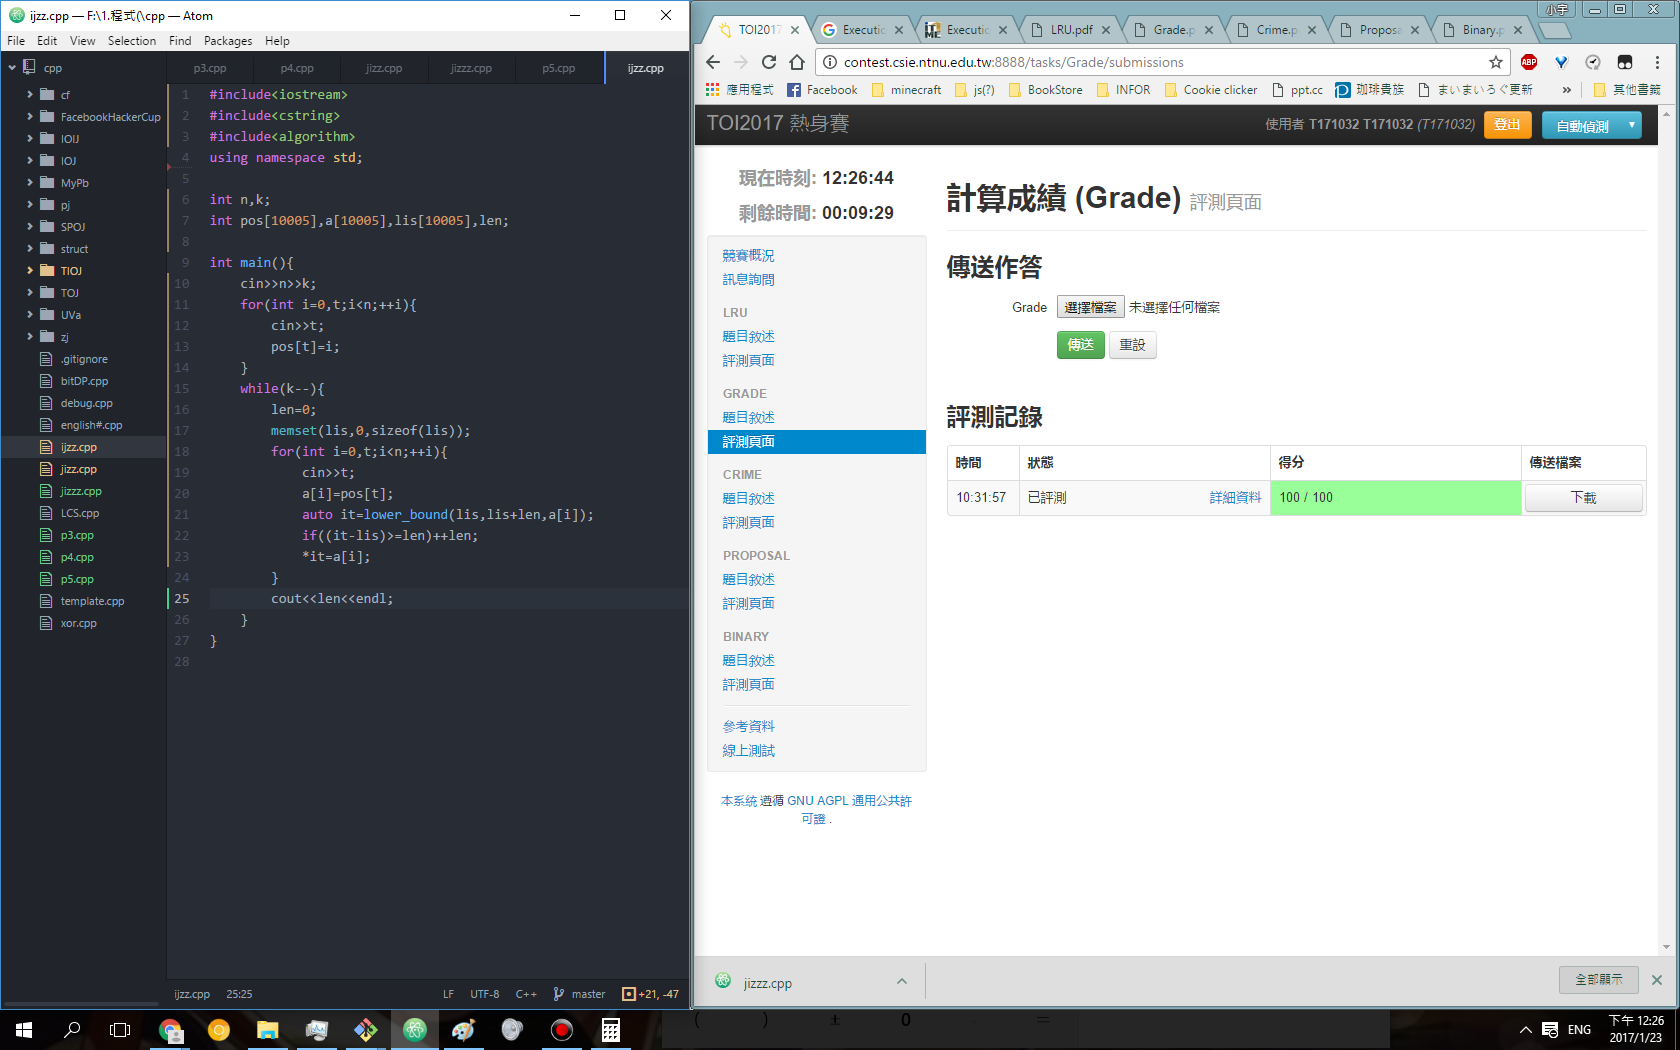 ijzz.cpp — F:\1.程式(\cpp — Atom
File Edit View Selection Find Packages Help
cpp
cf
FacebookHackerCup
IOIJ
IOJ
MyPb
pj
SPOJ
struct
TIOJ
TOJ
UVa
zj
.gitignore
bitDP.cpp
debug.cpp
english#.cpp
ijzz.cpp
jizz.cpp
jizzz.cpp
LCS.cpp
p3.cpp
p4.cpp
p5.cpp
template.cpp
xor.cpp
p3.cpp p4.cpp jizz.cpp jizzz.cpp p5.cpp ijzz.cpp
1 #include<iostream>
2 #include<cstring>
3 #include<algorithm>
4 using namespace std;
5
6 int n,k;
7 int pos[10005],a[10005],lis[10005],len;
8
9 int main(){
10 cin>>n>>k;
11 for(int i=0,t;i<n;++i){
12 cin>>t;
13 pos[t]=i;
14 }
15 while(k--){
16 len=0;
17 memset(lis,0,sizeof(lis));
18 for(int i=0,t;i<n;++i){
19 cin>>t;
20 a[i]=pos[t];
21 auto it=lower_bound(lis,lis+len,a[i]);
22 if((it-lis)>=len)++len;
23 *it=a[i];
24 }
25 cout<<len<<endl;
26 }
27 }
28
ijzz.cpp 25:25 LF UTF-8 C++ master +21, -47
小宇
TOI2017 Executio Executio LRU.pdf Grade.p Crime.p Proposa Binary.p
contest.csie.ntnu.edu.tw:8888/tasks/Grade/submissions
ABP
應用程式 Facebook minecraft js(?) BookStore INFOR Cookie clicker ppt.cc 珈琲貴族 まいまいろぐ更新 » 其他書籤
TOI2017 熱身賽
使用者 T171032 T171032 (T171032) 登出 自動偵測
現在時刻: 12:26:44
剩餘時間: 00:09:29
競賽概況
訊息詢問
LRU
題目敘述
評測頁面
GRADE
題目敘述
評測頁面
CRIME
題目敘述
評測頁面
PROPOSAL
題目敘述
評測頁面
BINARY
題目敘述
評測頁面
參考資料
線上測試
本系統 遵循 GNU AGPL 通用公共許
可證 .
計算成績 (Grade) 評測頁面
傳送作答
Grade 選擇檔案 未選擇任何檔案
傳送 重設
評測記錄
時間 狀態 得分 傳送檔案
10:31:57 已評測 詳細資料 100 / 100 下載
jizzz.cpp
全部顯示
( ) ± 0 =
ENG
下午 12:26
2017/1/23